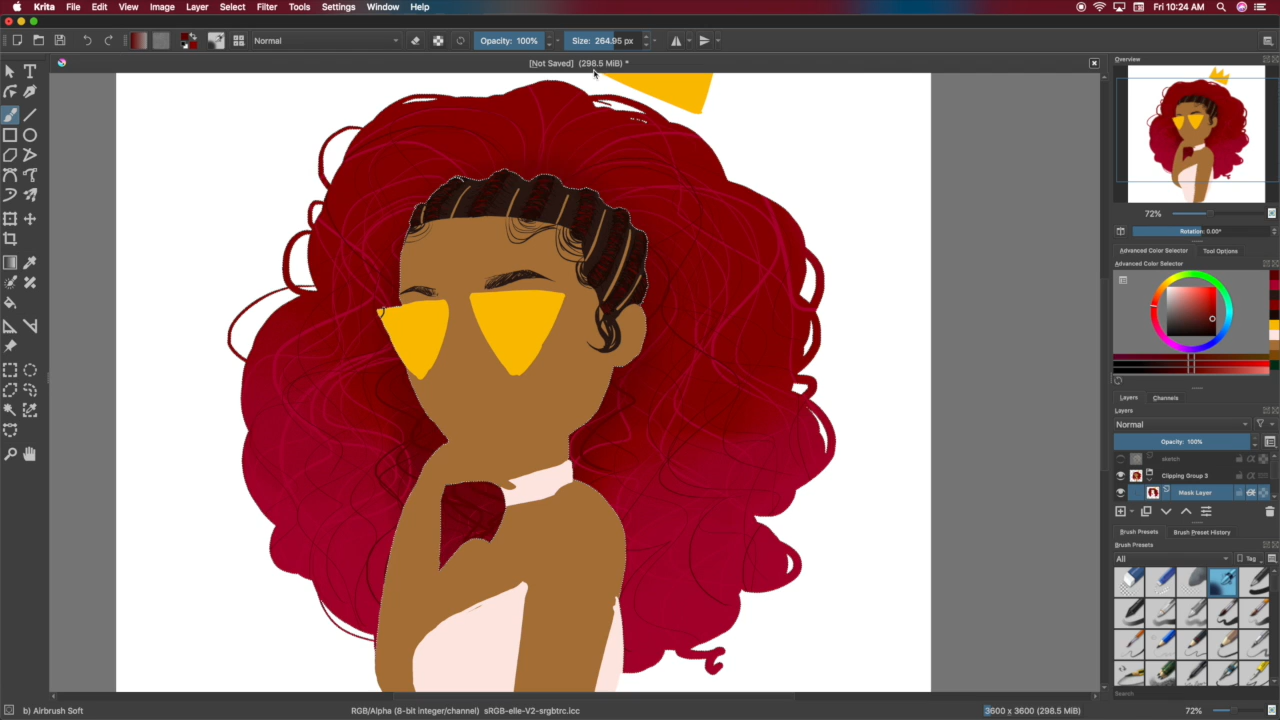 Krita File Edit View Image Layer Select Filter Tools Settings Window Help
Fri 10:24 AM
Normal
Opacity: 100%
Size: 264.95 px
[Not Saved] (298.5 MiB) *
Overview
72%
Rotation: 0.00°
Advanced Color Selector Tool Options
Advanced Color Selector
Layers Channels
Layers
Normal
Opacity: 100%
sketch
Clipping Group 3
Mask Layer
Brush Presets Brush Preset History
Brush Presets
All
Tag
Search
b) Airbrush Soft
RGB/Alpha (8-bit integer/channel) sRGB-elle-V2-srgbtrc.icc
3600 x 3600 (298.5 MiB)
72%